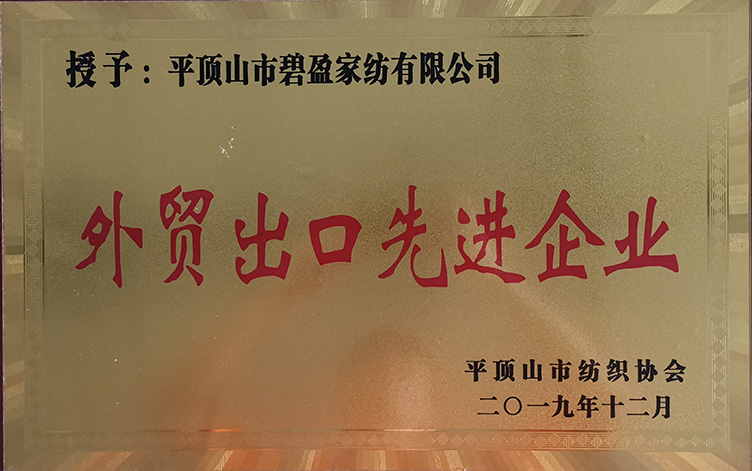 授予：平顶山市碧盈家纺有限公司
外贸出口先进企业
平顶山市纺织协会
二〇一九年十二月